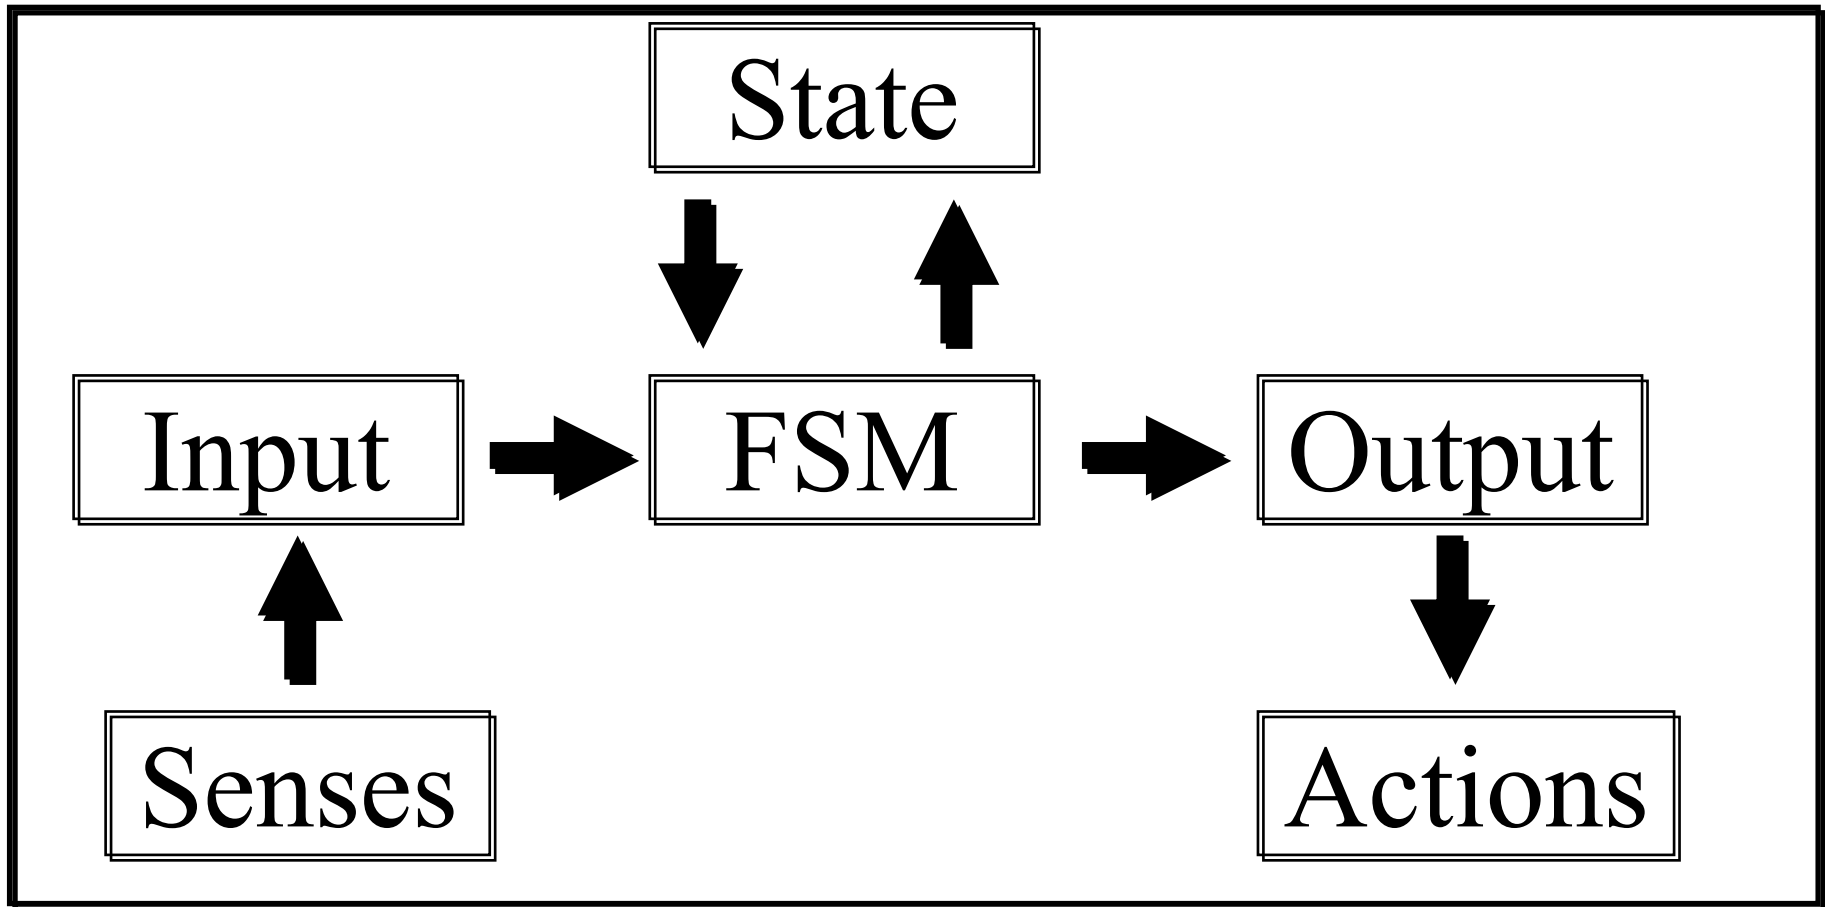 State
Input
FSM
Output
Senses
Actions